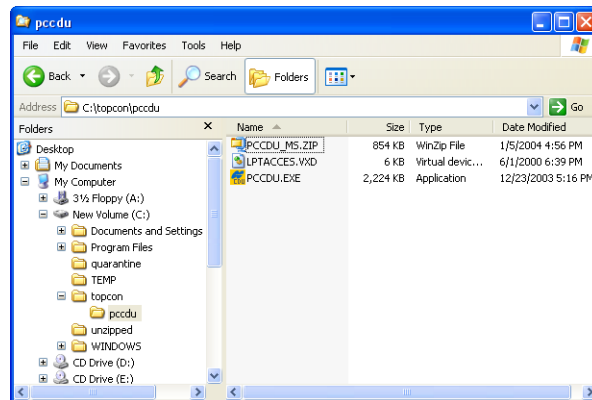 pccdu
File Edit View Favorites Tools Help
Back Search Folders
Address C:\topcon\pccdu Go
Folders x Name Size Type Date Modified
Desktop
My Documents
My Computer
3½ Floppy (A:)
New Volume (C:)
Documents and Settings
Program Files
quarantine
TEMP
topcon
pccdu
unzipped
WINDOWS
CD Drive (D:)
CD Drive (E:)
PCCDU_MS.ZIP 854 KB WinZip File 1/5/2004 4:56 PM
LPTACCES.VXD 6 KB Virtual devic... 6/1/2000 6:39 PM
PCCDU.EXE 2,224 KB Application 12/23/2003 5:16 PM